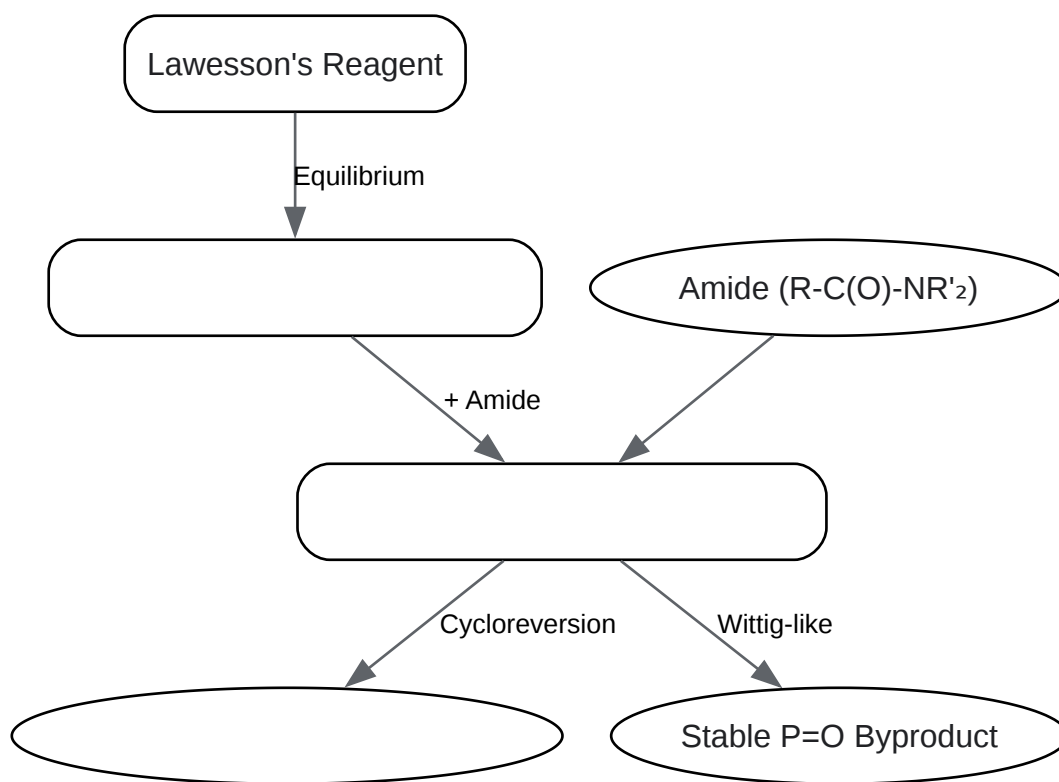 Lawesson's Reagent
Equilibrium
Amide (R-C(O)-NR'₂)
+ Amide
Cycloreversion
Wittig-like
Stable P=O Byproduct